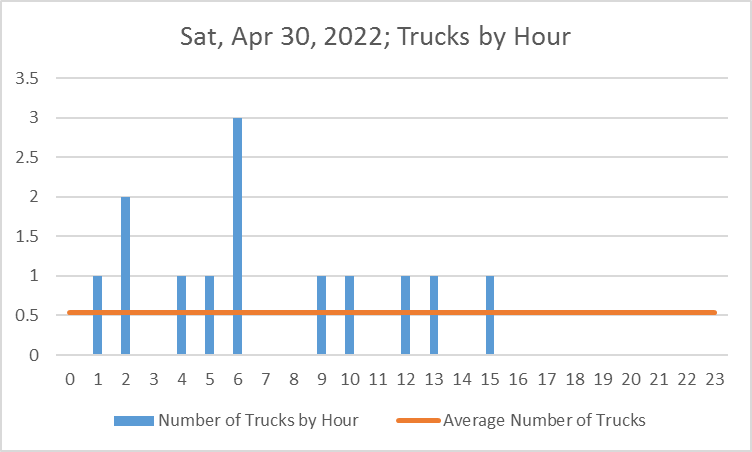 Sat, Apr 30, 2022; Trucks by Hour
3.5
3
2.5
2
1.5
1
0.5
0
0 1 2 3 4 5 6 7 8 9 10 11 12 13 14 15 16 17 18 19 20 21 22 23
Number of Trucks by Hour Average Number of Trucks